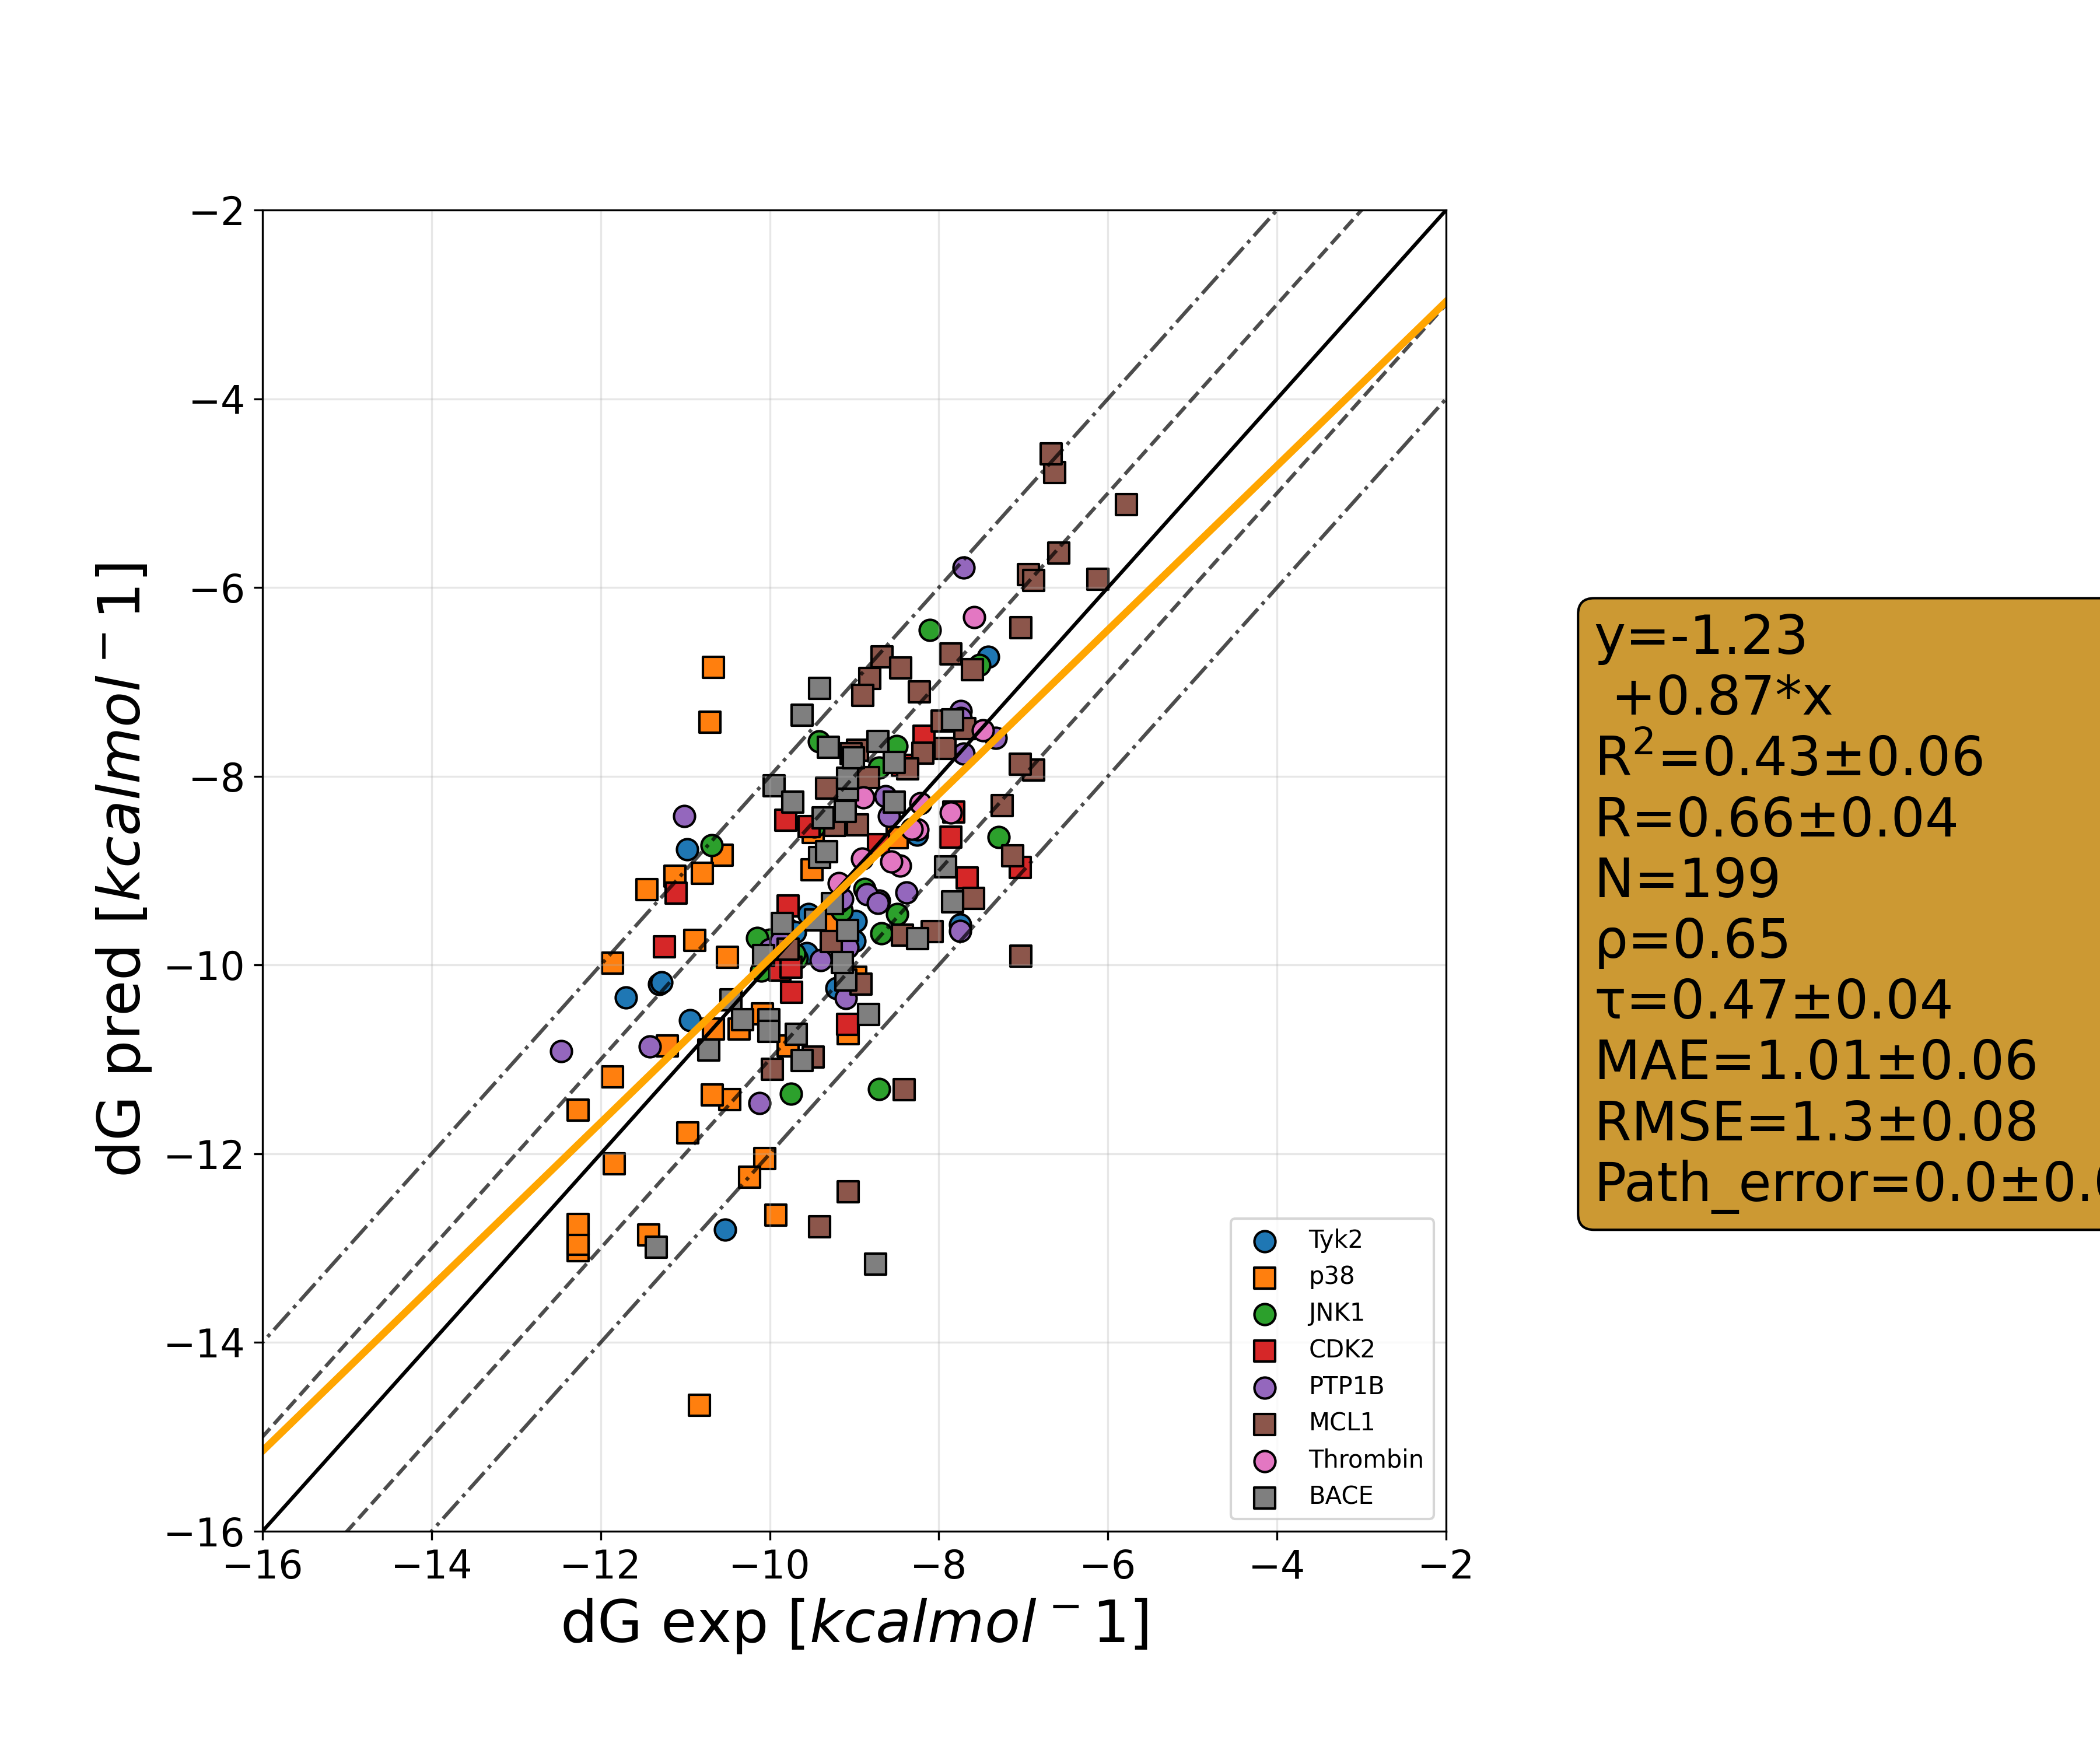 −2
−4
−6
−8
−10
−12
−14
−16
dG pred [kcalmol⁻1]
−16 −14 −12 −10 −8 −6 −4 −2
dG exp [kcalmol⁻1]
Tyk2
p38
JNK1
CDK2
PTP1B
MCL1
Thrombin
BACE
y=-1.23
+0.87*x
R²=0.43±0.06
R=0.66±0.04
N=199
ρ=0.65
τ=0.47±0.04
MAE=1.01±0.06
RMSE=1.3±0.08
Path_error=0.0±0.